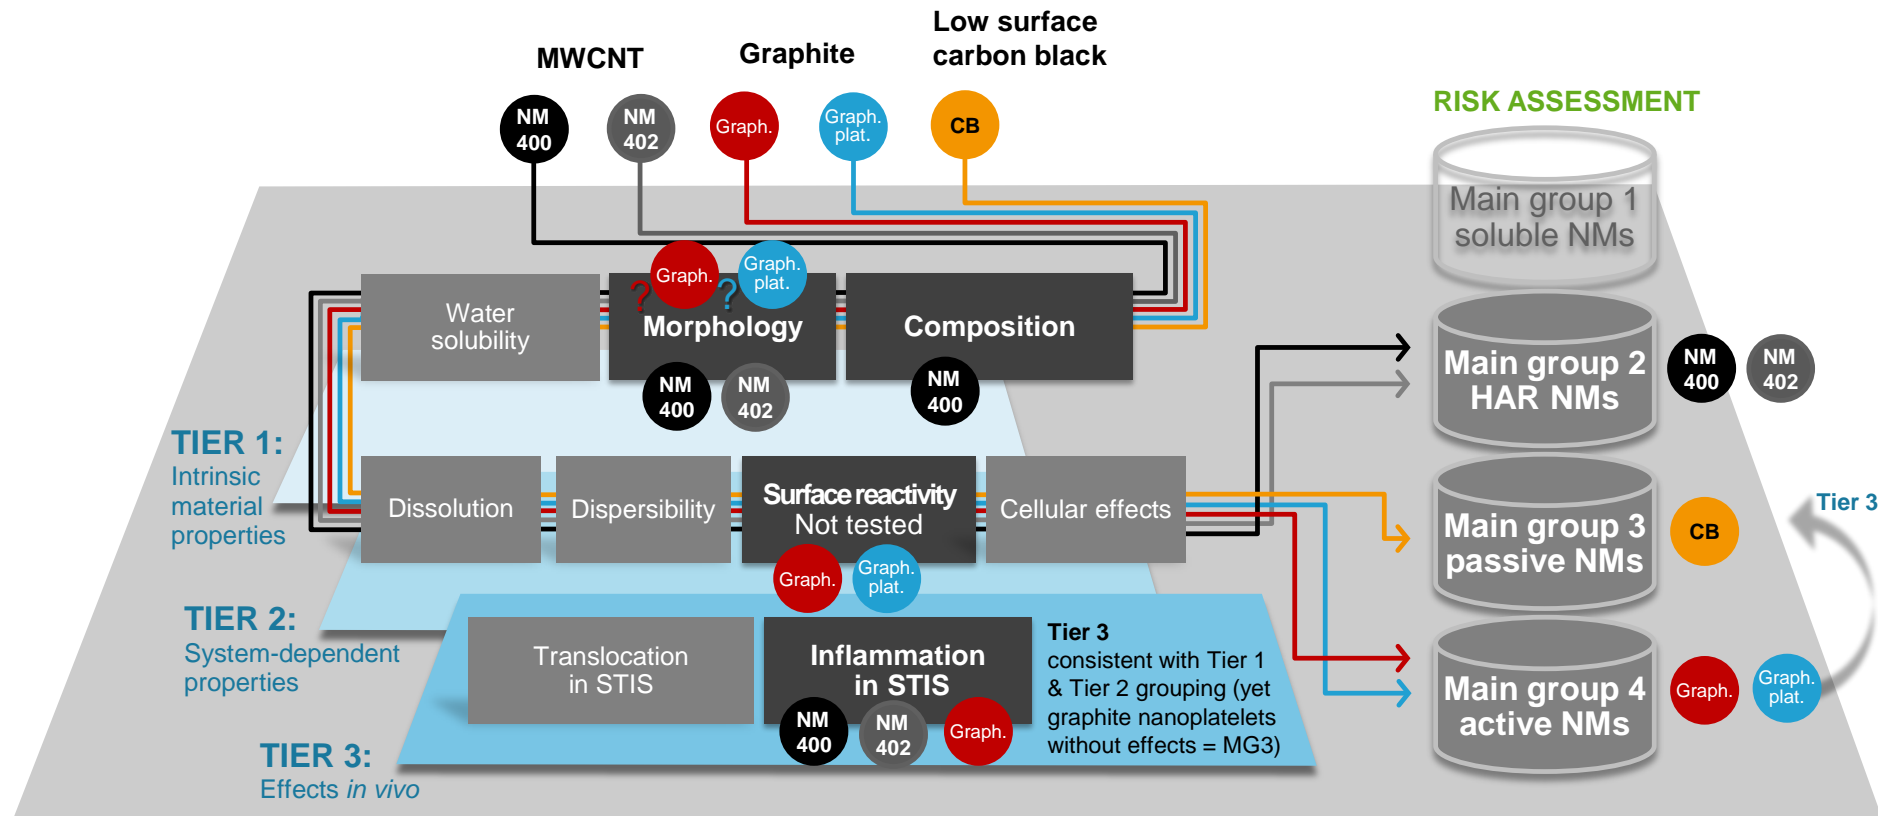 MWCNT
Graphite
Low surface
carbon black
NM
400
NM
402
Graph.
Graph.
plat.
CB
RISK ASSESSMENT
Main group 1
soluble NMs
Water
solubility
Graph.
?
Graph.
plat.
?
Morphology
Composition
NM
400
NM
402
NM
400
Main group 2
HAR NMs
NM
400
NM
402
TIER 1:
Intrinsic
material
properties
Dissolution
Dispersibility
Surface reactivity
Not tested
Cellular effects
Graph.
Graph.
plat.
Main group 3
passive NMs
CB
Tier 3
TIER 2:
System-dependent
properties
Translocation
in STIS
Inflammation
in STIS
NM
400
NM
402
Graph.
Tier 3
consistent with Tier 1
& Tier 2 grouping (yet
graphite nanoplatelets
without effects = MG3)
Main group 4
active NMs
Graph.
Graph.
plat.
TIER 3:
Effects in vivo